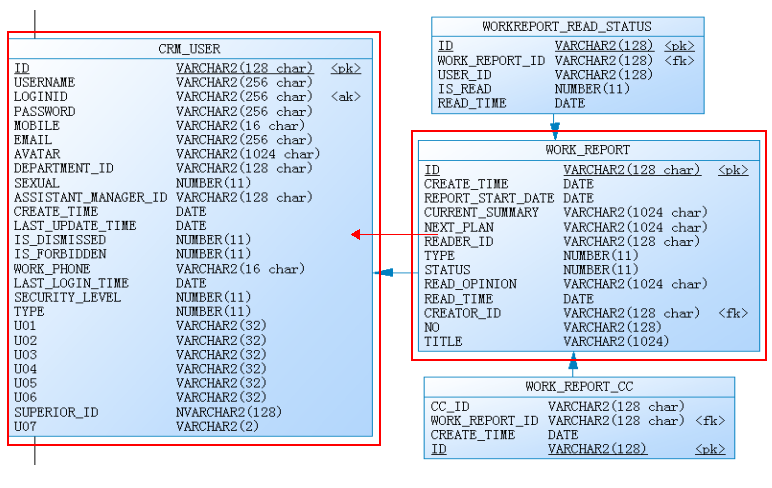 CRM_USER
ID VARCHAR2(128 char) <pk>
USERNAME VARCHAR2(256 char)
LOGINID VARCHAR2(256 char) <ak>
PASSWORD VARCHAR2(256 char)
MOBILE VARCHAR2(16 char)
EMAIL VARCHAR2(256 char)
AVATAR VARCHAR2(1024 char)
DEPARTMENT_ID VARCHAR2(128 char)
SEXUAL NUMBER(11)
ASSISTANT_MANAGER_ID VARCHAR2(128 char)
CREATE_TIME DATE
LAST_UPDATE_TIME DATE
IS_DISMISSED NUMBER(11)
IS_FORBIDDEN NUMBER(11)
WORK_PHONE VARCHAR2(16 char)
LAST_LOGIN_TIME DATE
SECURITY_LEVEL NUMBER(11)
TYPE NUMBER(11)
U01 VARCHAR2(32)
U02 VARCHAR2(32)
U03 VARCHAR2(32)
U04 VARCHAR2(32)
U05 VARCHAR2(32)
U06 VARCHAR2(32)
SUPERIOR_ID NVARCHAR2(128)
U07 VARCHAR2(2)
WORKREPORT_READ_STATUS
ID VARCHAR2(128) <pk>
WORK_REPORT_ID VARCHAR2(128) <fk>
USER_ID VARCHAR2(128)
IS_READ NUMBER(11)
READ_TIME DATE
WORK_REPORT
ID VARCHAR2(128 char) <pk>
CREATE_TIME DATE
REPORT_START_DATE DATE
CURRENT_SUMMARY VARCHAR2(1024 char)
NEXT_PLAN VARCHAR2(1024 char)
READER_ID VARCHAR2(128 char)
TYPE NUMBER(11)
STATUS NUMBER(11)
READ_OPINION VARCHAR2(1024 char)
READ_TIME DATE
CREATOR_ID VARCHAR2(128 char) <fk>
NO VARCHAR2(128)
TITLE VARCHAR2(1024)
WORK_REPORT_CC
CC_ID VARCHAR2(128 char)
WORK_REPORT_ID VARCHAR2(128 char) <fk>
CREATE_TIME DATE
ID VARCHAR2(128) <pk>